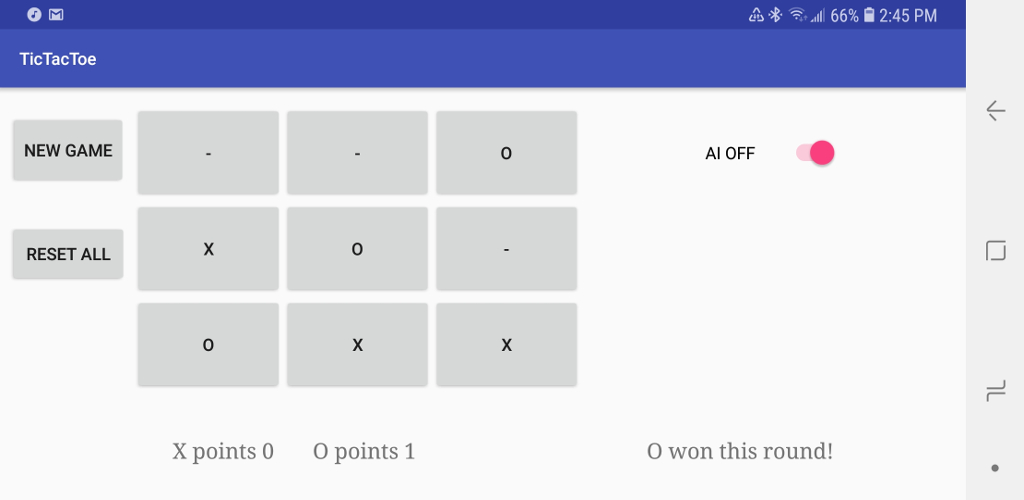 66% 2:45 PM
TicTacToe
NEW GAME - - O AI OFF
RESET ALL X O -
O X X
X points 0 O points 1 O won this round!